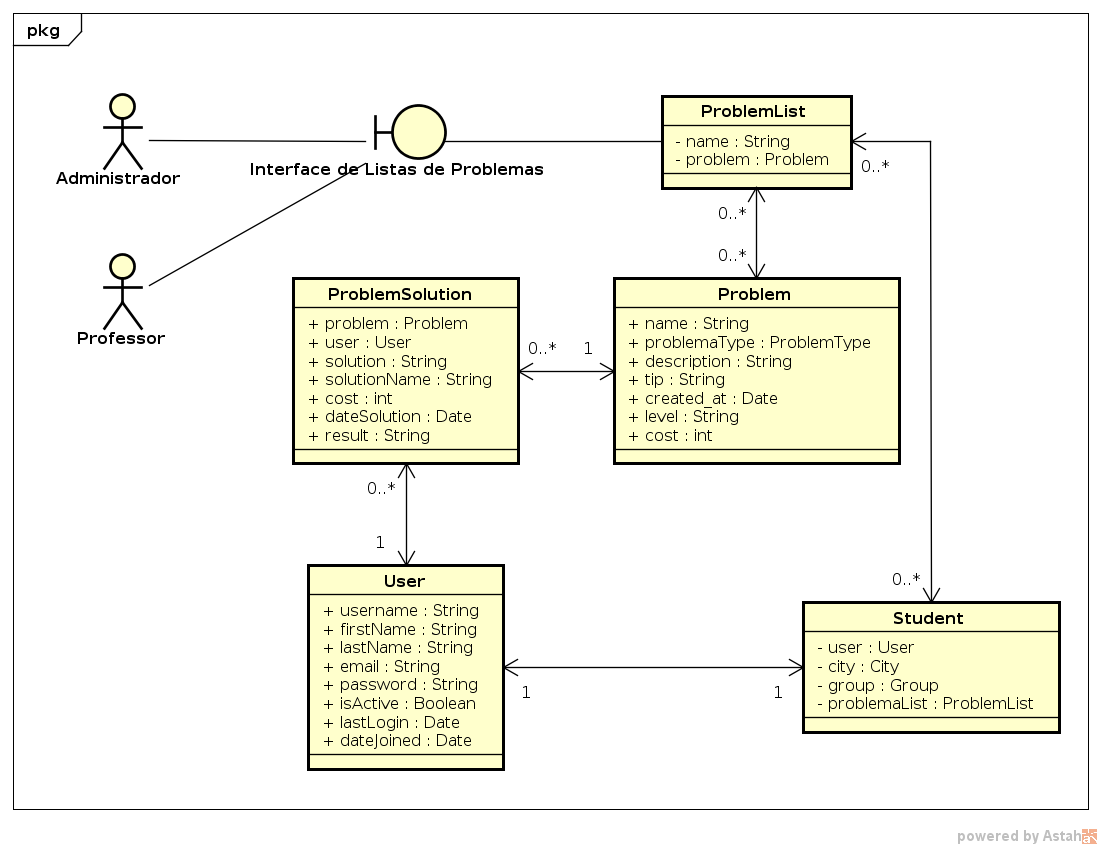 pkg
Administrador
Interface de Listas de Problemas
ProblemList
- name : String
- problem : Problem
0..*
0..*
0..*
Professor
ProblemSolution
+ problem : Problem
+ user : User
+ solution : String
+ solutionName : String
+ cost : int
+ dateSolution : Date
+ result : String
0..*
1
Problem
+ name : String
+ problemaType : ProblemType
+ description : String
+ tip : String
+ created_at : Date
+ level : String
+ cost : int
0..*
1
User
+ username : String
+ firstName : String
+ lastName : String
+ email : String
+ password : String
+ isActive : Boolean
+ lastLogin : Date
+ dateJoined : Date
1
1
0..*
Student
- user : User
- city : City
- group : Group
- problemaList : ProblemList
powered by Astah